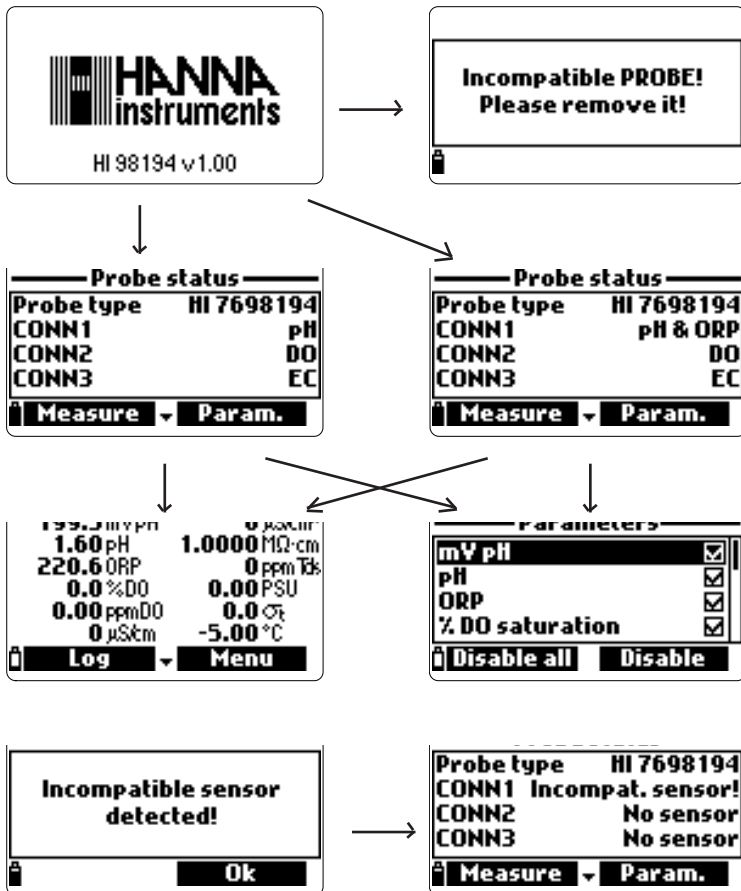 HANNA
instruments
HI 98194 v1.00
Incompatible PROBE!
Please remove it!
Probe status
Probe type HI 7698194
CONN1 pH
CONN2 DO
CONN3 EC
Measure Param.
Probe status
Probe type HI 7698194
CONN1 pH & ORP
CONN2 DO
CONN3 EC
Measure Param.
1.60 pH 1.0000 MΩ·cm
220.6 ORP 0 ppm Tds
0.0 %DO 0.00 PSU
0.00 ppmDO 0.0 σt
0 µS/cm -5.00 °C
Log Menu
Parameters
mV pH
pH
ORP
% DO saturation
Disable all Disable
Incompatible sensor
detected!
Ok
Probe type HI 7698194
CONN1 Incompat. sensor!
CONN2 No sensor
CONN3 No sensor
Measure Param.